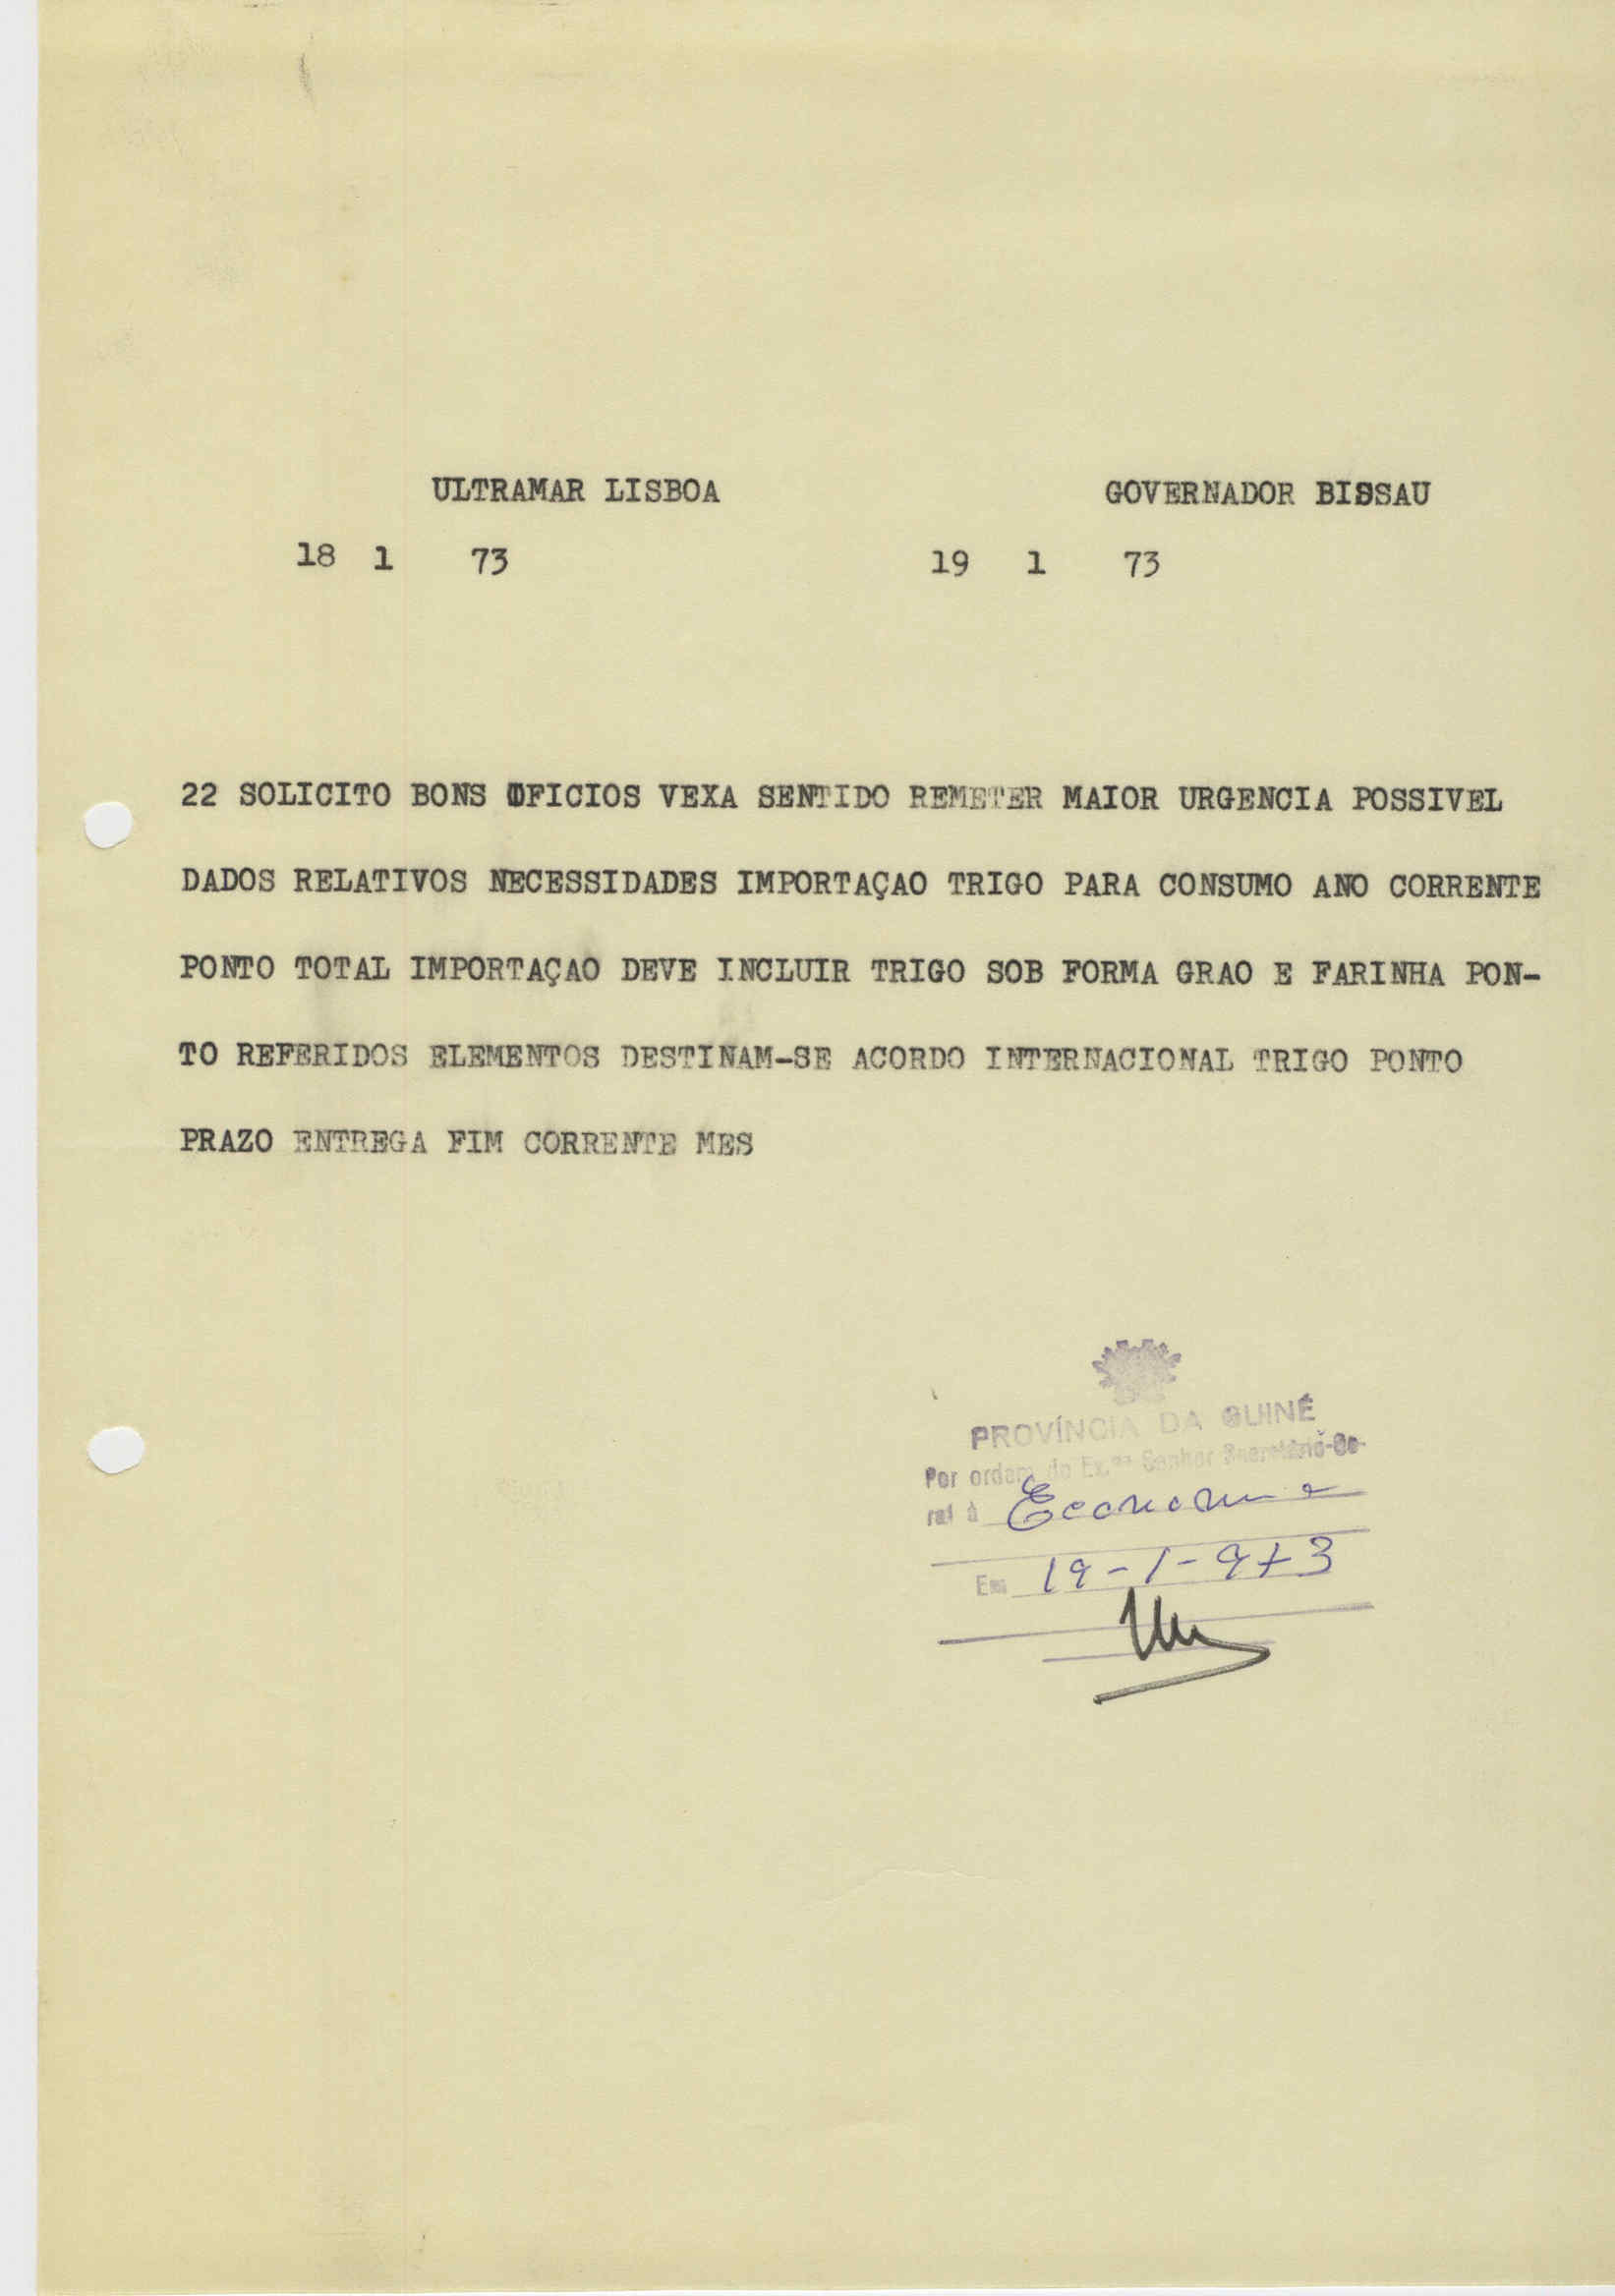 ULTRAMAR LISBOA GOVERNADOR BISSAU
18 1 73 19 1 73
22 SOLICITO BONS OFICIOS VEXA SENTIDO REMETER MAIOR URGENCIA POSSIVEL
DADOS RELATIVOS NECESSIDADES IMPORTAÇAO TRIGO PARA CONSUMO ANO CORRENTE
PONTO TOTAL IMPORTAÇAO DEVE INCLUIR TRIGO SOB FORMA GRAO E FARINHA PON-
TO REFERIDOS ELEMENTOS DESTINAM-SE ACORDO INTERNACIONAL TRIGO PONTO
PRAZO ENTREGA FIM CORRENTE MES
PROVÍNCIA DA GUINÉ
Por ordem do Ex.mo Senhor Secretário-Ge-
ral à Economia
Em 19-1-973